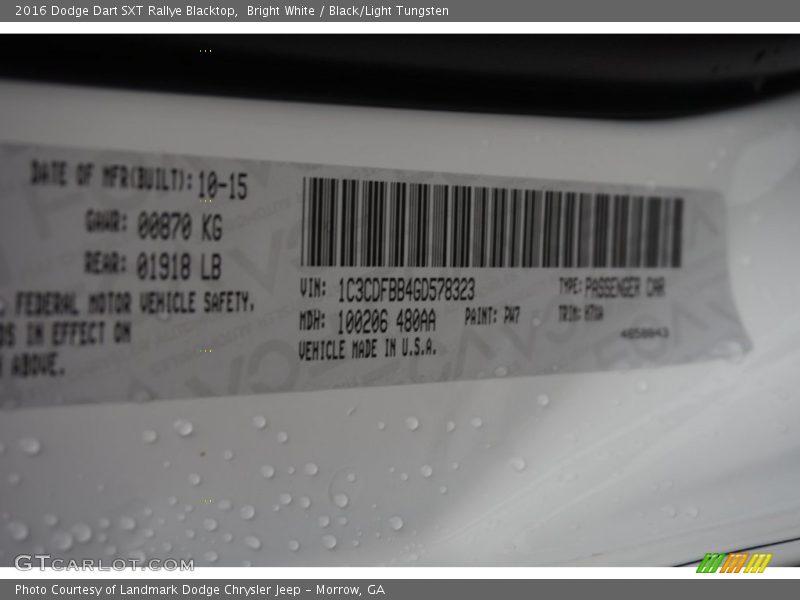 2016 Dodge Dart SXT Rallye Blacktop,  Bright White / Black/Light Tungsten
DATE OF MFR(BUILT): 10-15
GAWR: 00870 KG
REAR: 01918 LB
FEDERAL MOTOR VEHICLE SAFETY,
DS IN EFFECT ON
ABOVE.
VIN: 1C3CDFBB4GD578323
TYPE: PASSENGER CAR
MDH: 100206 480AA
PAINT: PW7
TRIM:
VEHICLE MADE IN U.S.A.
GTCARLOT.COM
Photo Courtesy of Landmark Dodge Chrysler Jeep – Morrow, GA